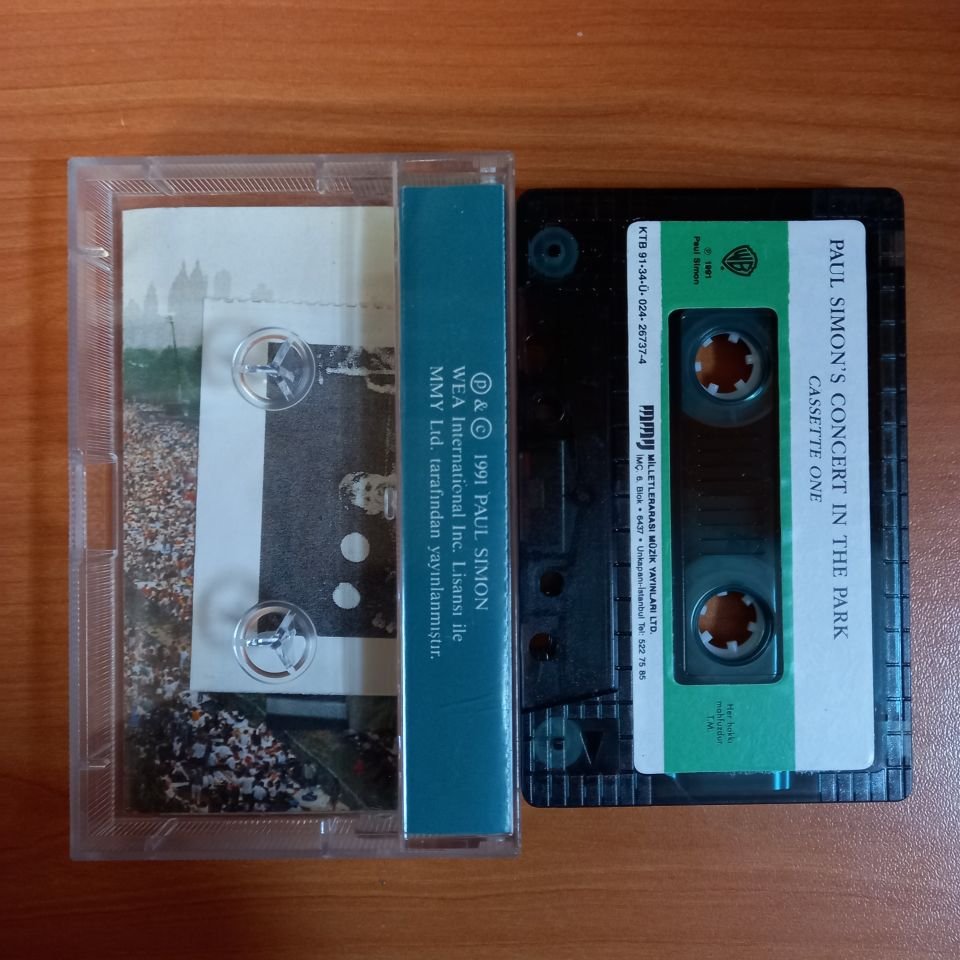 Ⓟ & © 1991 PAUL SIMON
WEA International Inc. Lisansı ile
MMY Ltd. tarafından yayınlanmıştır.
PAUL SIMON'S CONCERT IN THE PARK
CASSETTE ONE
WB
Ⓟ 1991
Paul Simon
Her hakkı
mahfuzdur
T.M.
KTB 91•34•Ü• 024• 26737-4
mmy MİLLETLERARASI MÜZİK YAYINLARI LTD.
İMÇ. 6. Blok • 6437 • Unkapanı-İstanbul Tel: 522 75 85